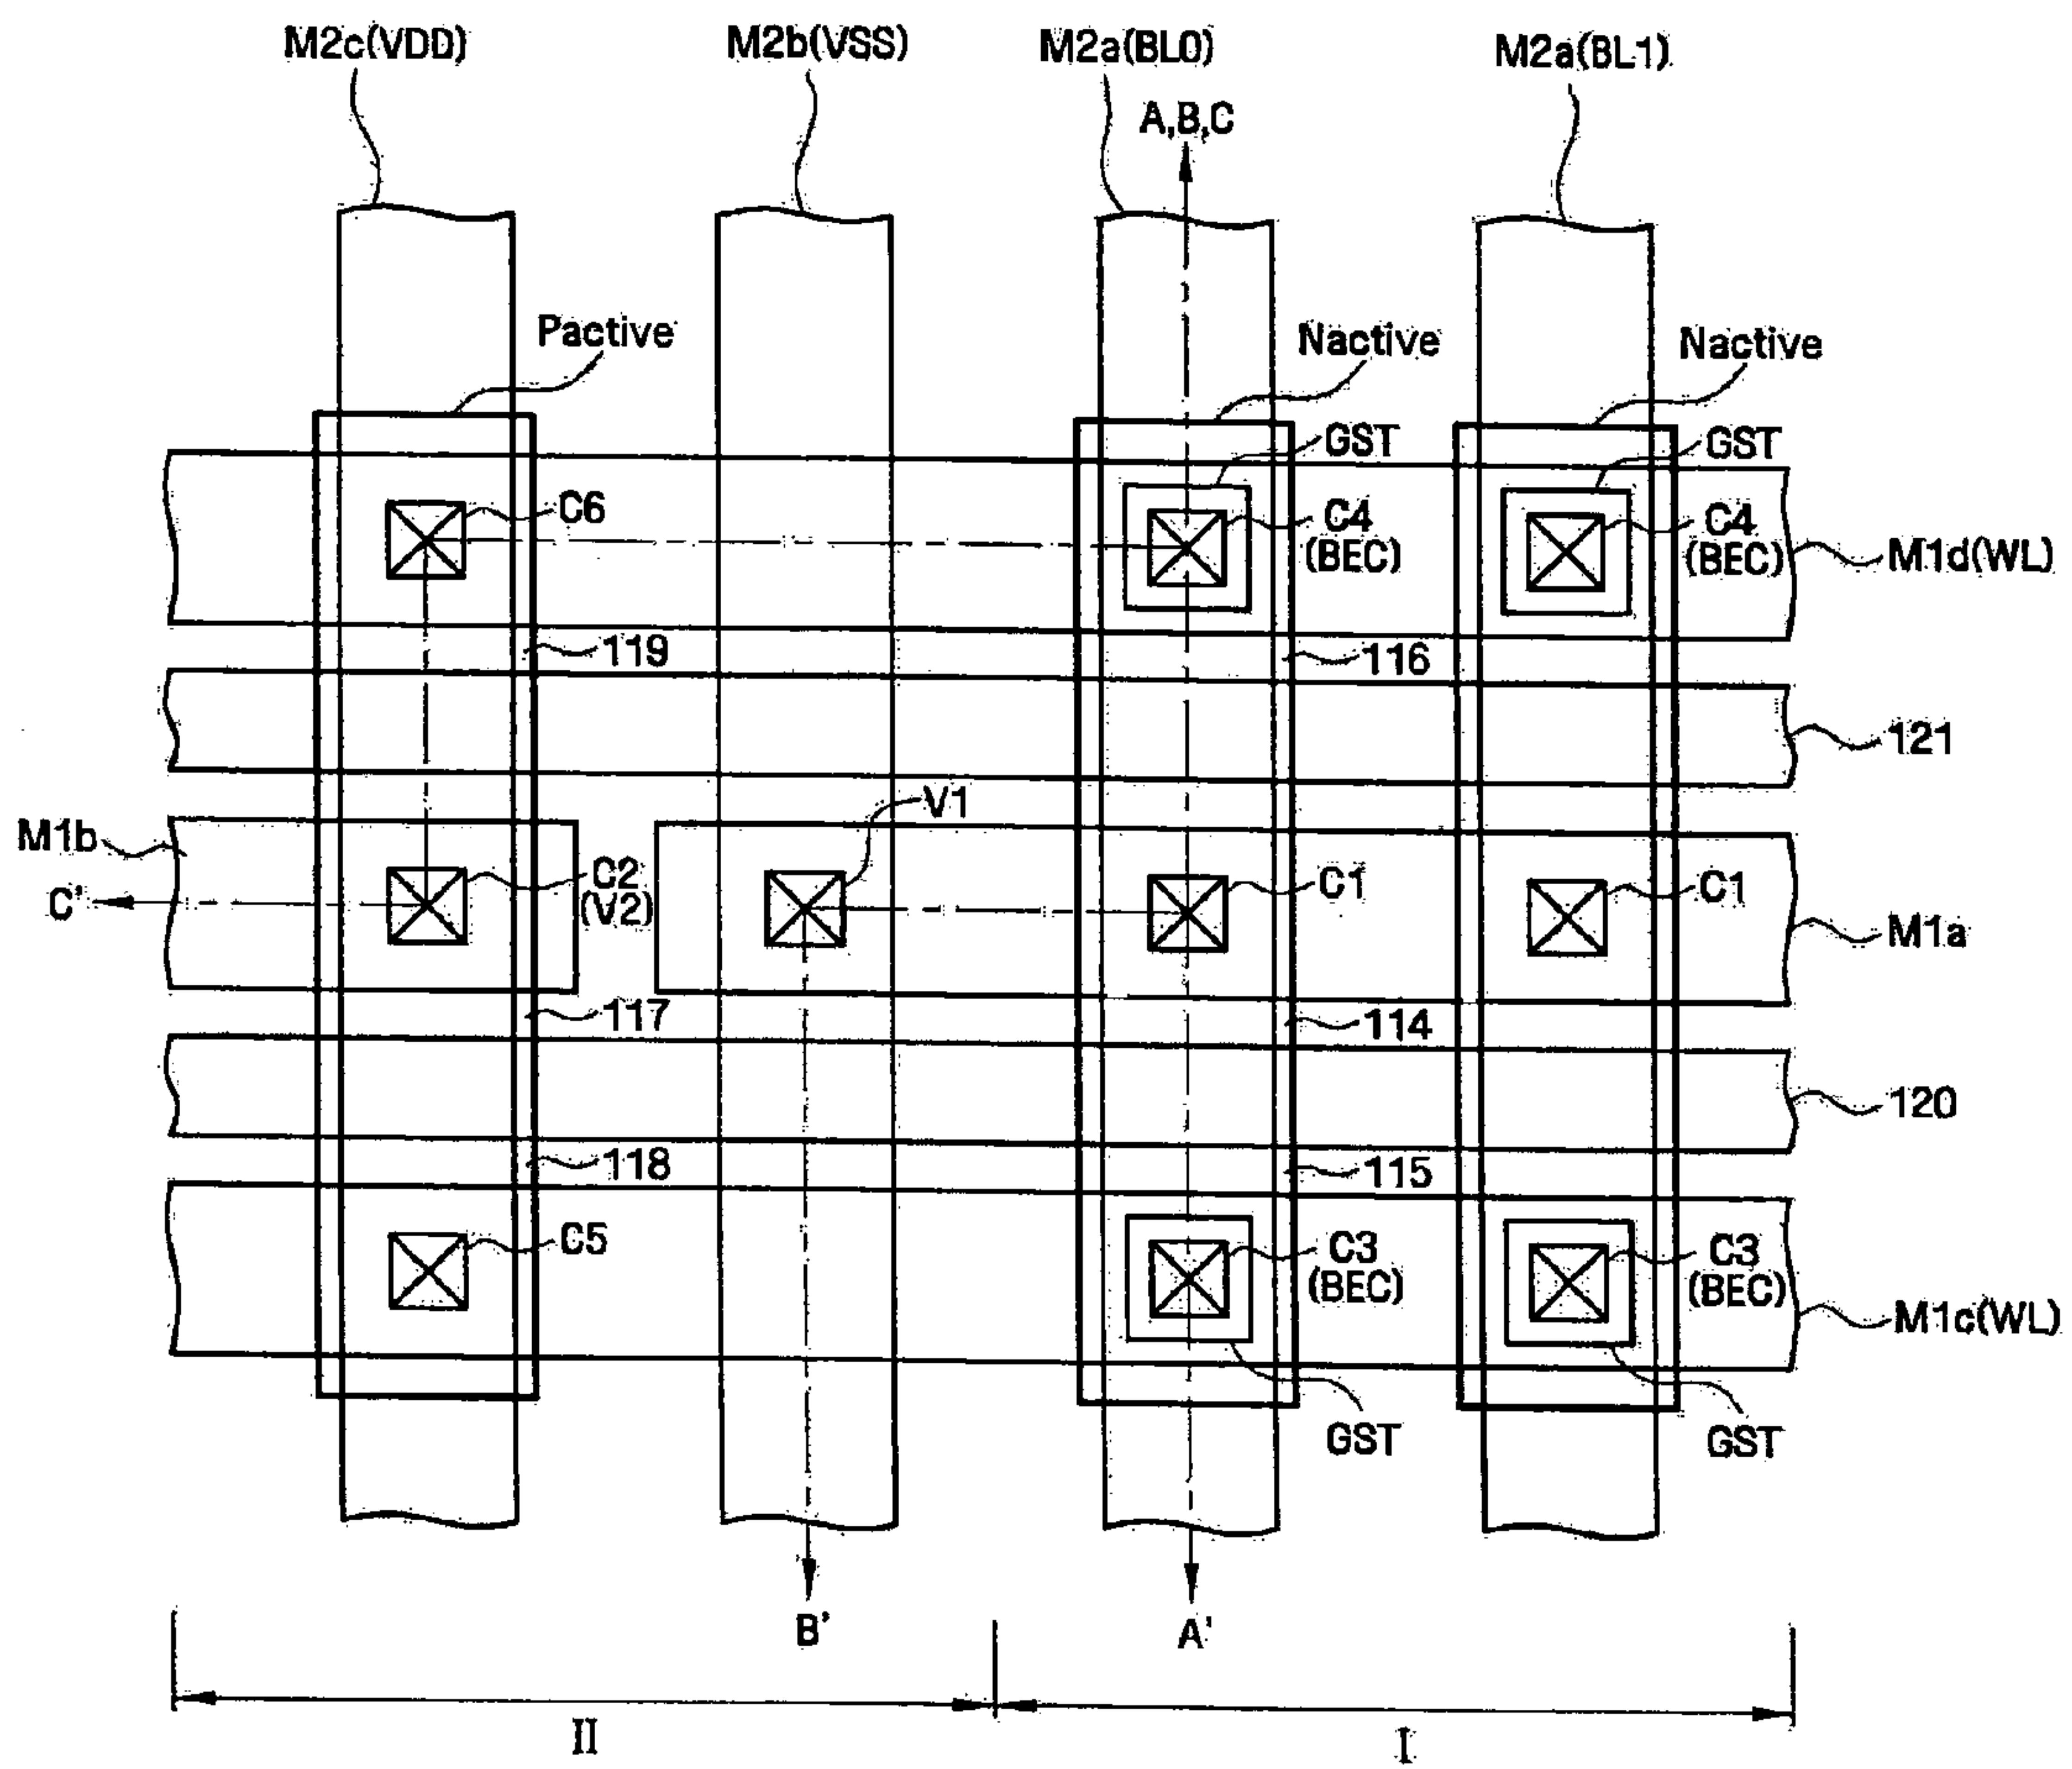 M2c(VDD)
M2b(VSS)
M2a(BL0)
M2a(BL1)
A,B,C
Pactive
Nactive
Nactive
GST
GST
C6
C4
(BEC)
C4
(BEC)
M1d(WL)
119
116
121
V1
M1b
C2
(V2)
C1
C1
C'
M1a
117
114
120
118
115
C5
C3
(BEC)
C3
(BEC)
M1c(WL)
GST
GST
B'
A'
II
I